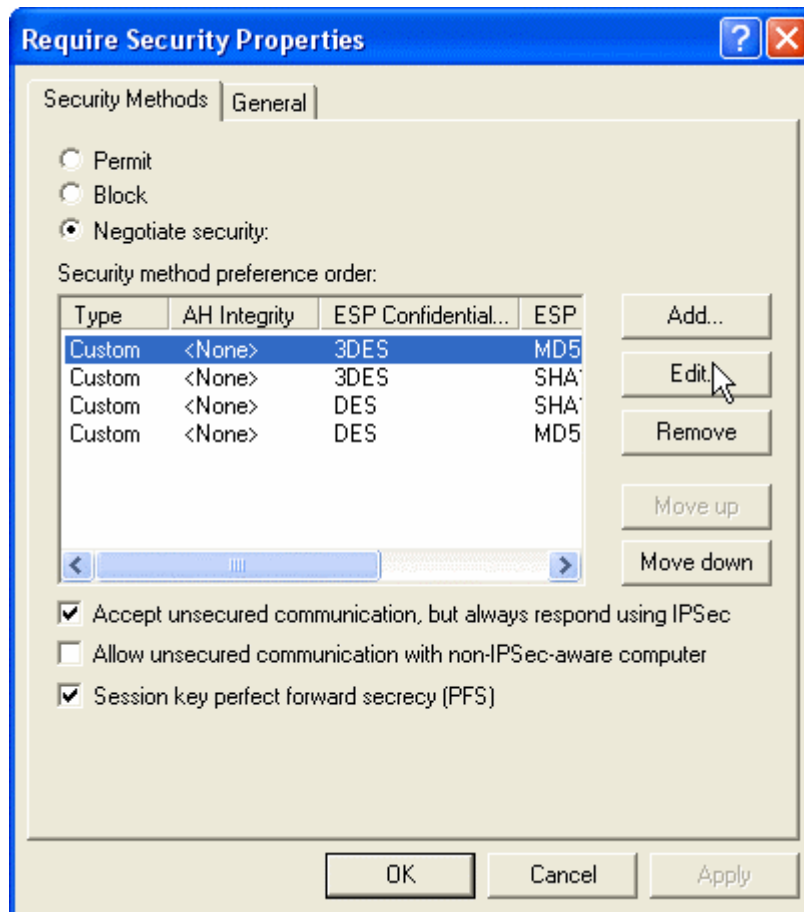 Require Security Properties
Security Methods General
Permit
Block
Negotiate security:
Security method preference order:
Type AH Integrity ESP Confidential... ESP
Custom <None> 3DES MD5
Custom <None> 3DES SHA1
Custom <None> DES SHA1
Custom <None> DES MD5
Add...
Edit...
Remove
Move up
Move down
Accept unsecured communication, but always respond using IPSec
Allow unsecured communication with non-IPSec-aware computer
Session key perfect forward secrecy (PFS)
OK Cancel Apply